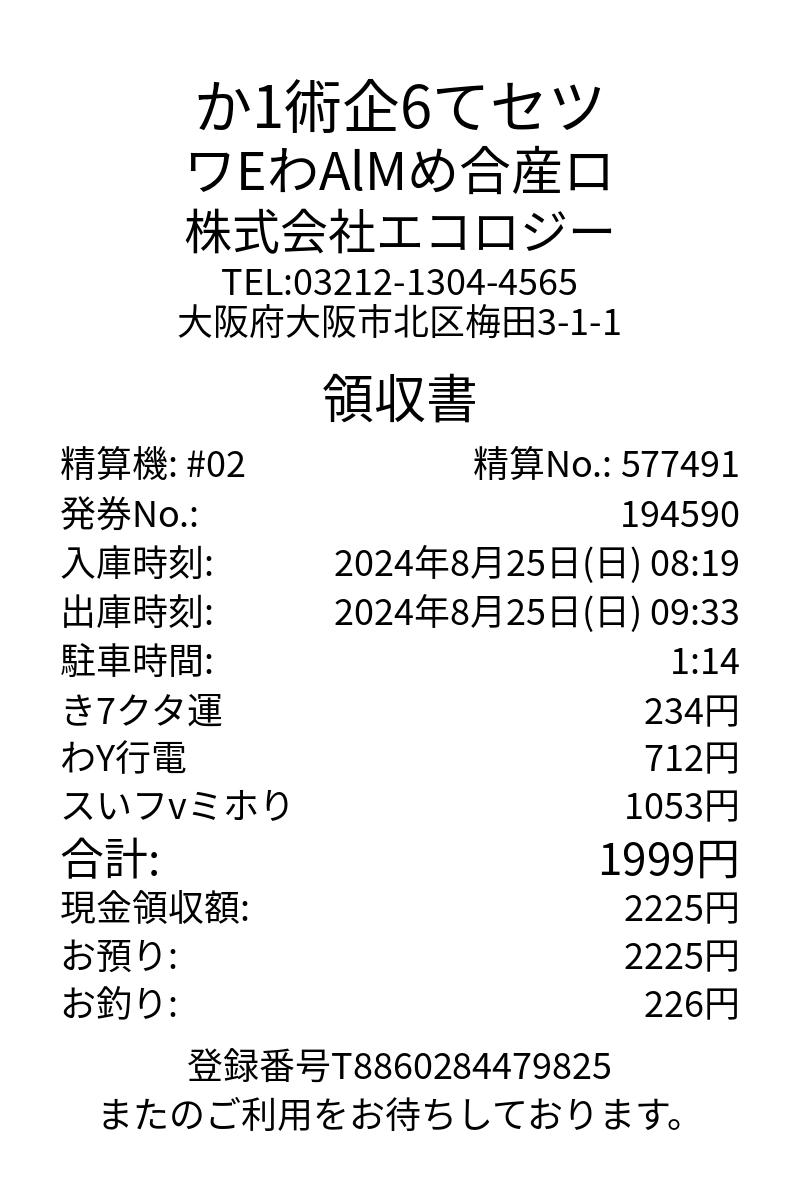 か1術企6てセツ
ワEわAlMめ合産ロ
株式会社エコロジー
TEL:03212-1304-4565
大阪府大阪市北区梅田3-1-1
領収書
精算機: #02 精算No.: 577491
発券No.: 194590
入庫時刻: 2024年8月25日(日) 08:19
出庫時刻: 2024年8月25日(日) 09:33
駐車時間: 1:14
き7クタ運 234円
わY行電 712円
スいフvミホり 1053円
合計: 1999円
現金領収額: 2225円
お預り: 2225円
お釣り: 226円
登録番号T8860284479825
またのご利用をお待ちしております。